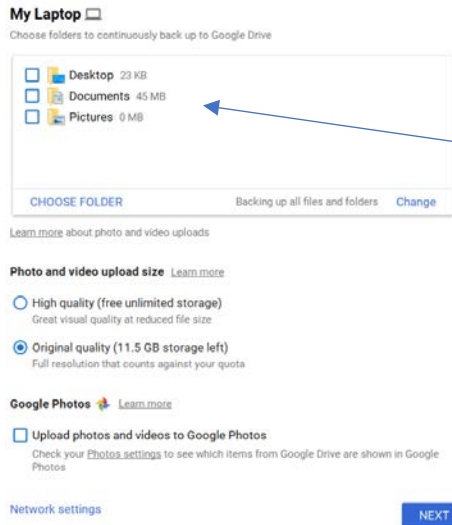 My Laptop
Choose folders to continuously back up to Google Drive
Desktop 23 KB
Documents 45 MB
Pictures 0 MB
CHOOSE FOLDER Backing up all files and folders Change
Learn more about photo and video uploads
Photo and video upload size Learn more
High quality (free unlimited storage)
Great visual quality at reduced file size
Original quality (11.5 GB storage left)
Full resolution that counts against your quota
Google Photos Learn more
Upload photos and videos to Google Photos
Check your Photos settings to see which items from Google Drive are shown in Google
Photos
Network settings NEXT